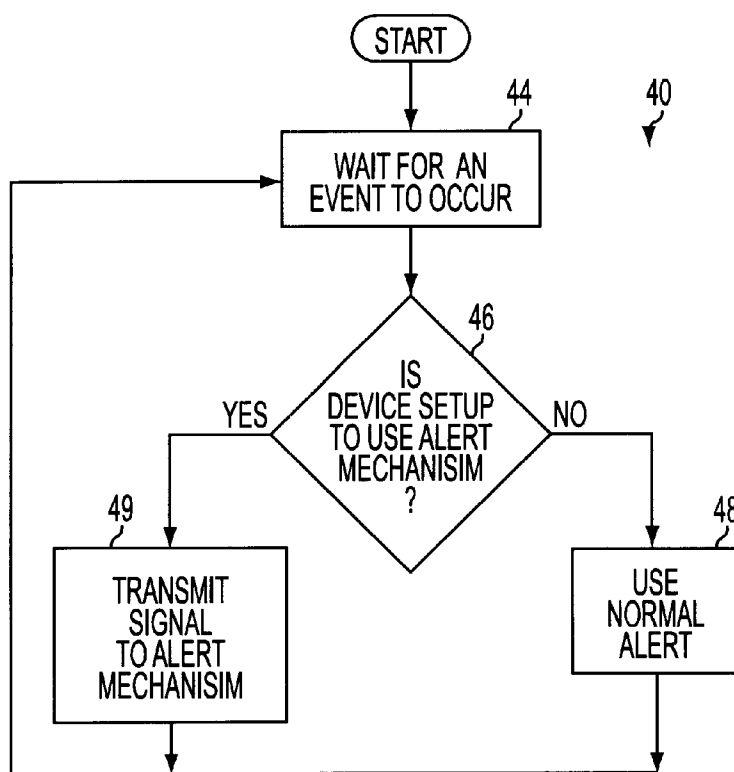 START
44
40
WAIT FOR AN
EVENT TO OCCUR
46
IS
DEVICE SETUP
TO USE ALERT
MECHANISIM
?
YES
NO
49
48
TRANSMIT
SIGNAL
TO ALERT
MECHANISIM
USE
NORMAL
ALERT